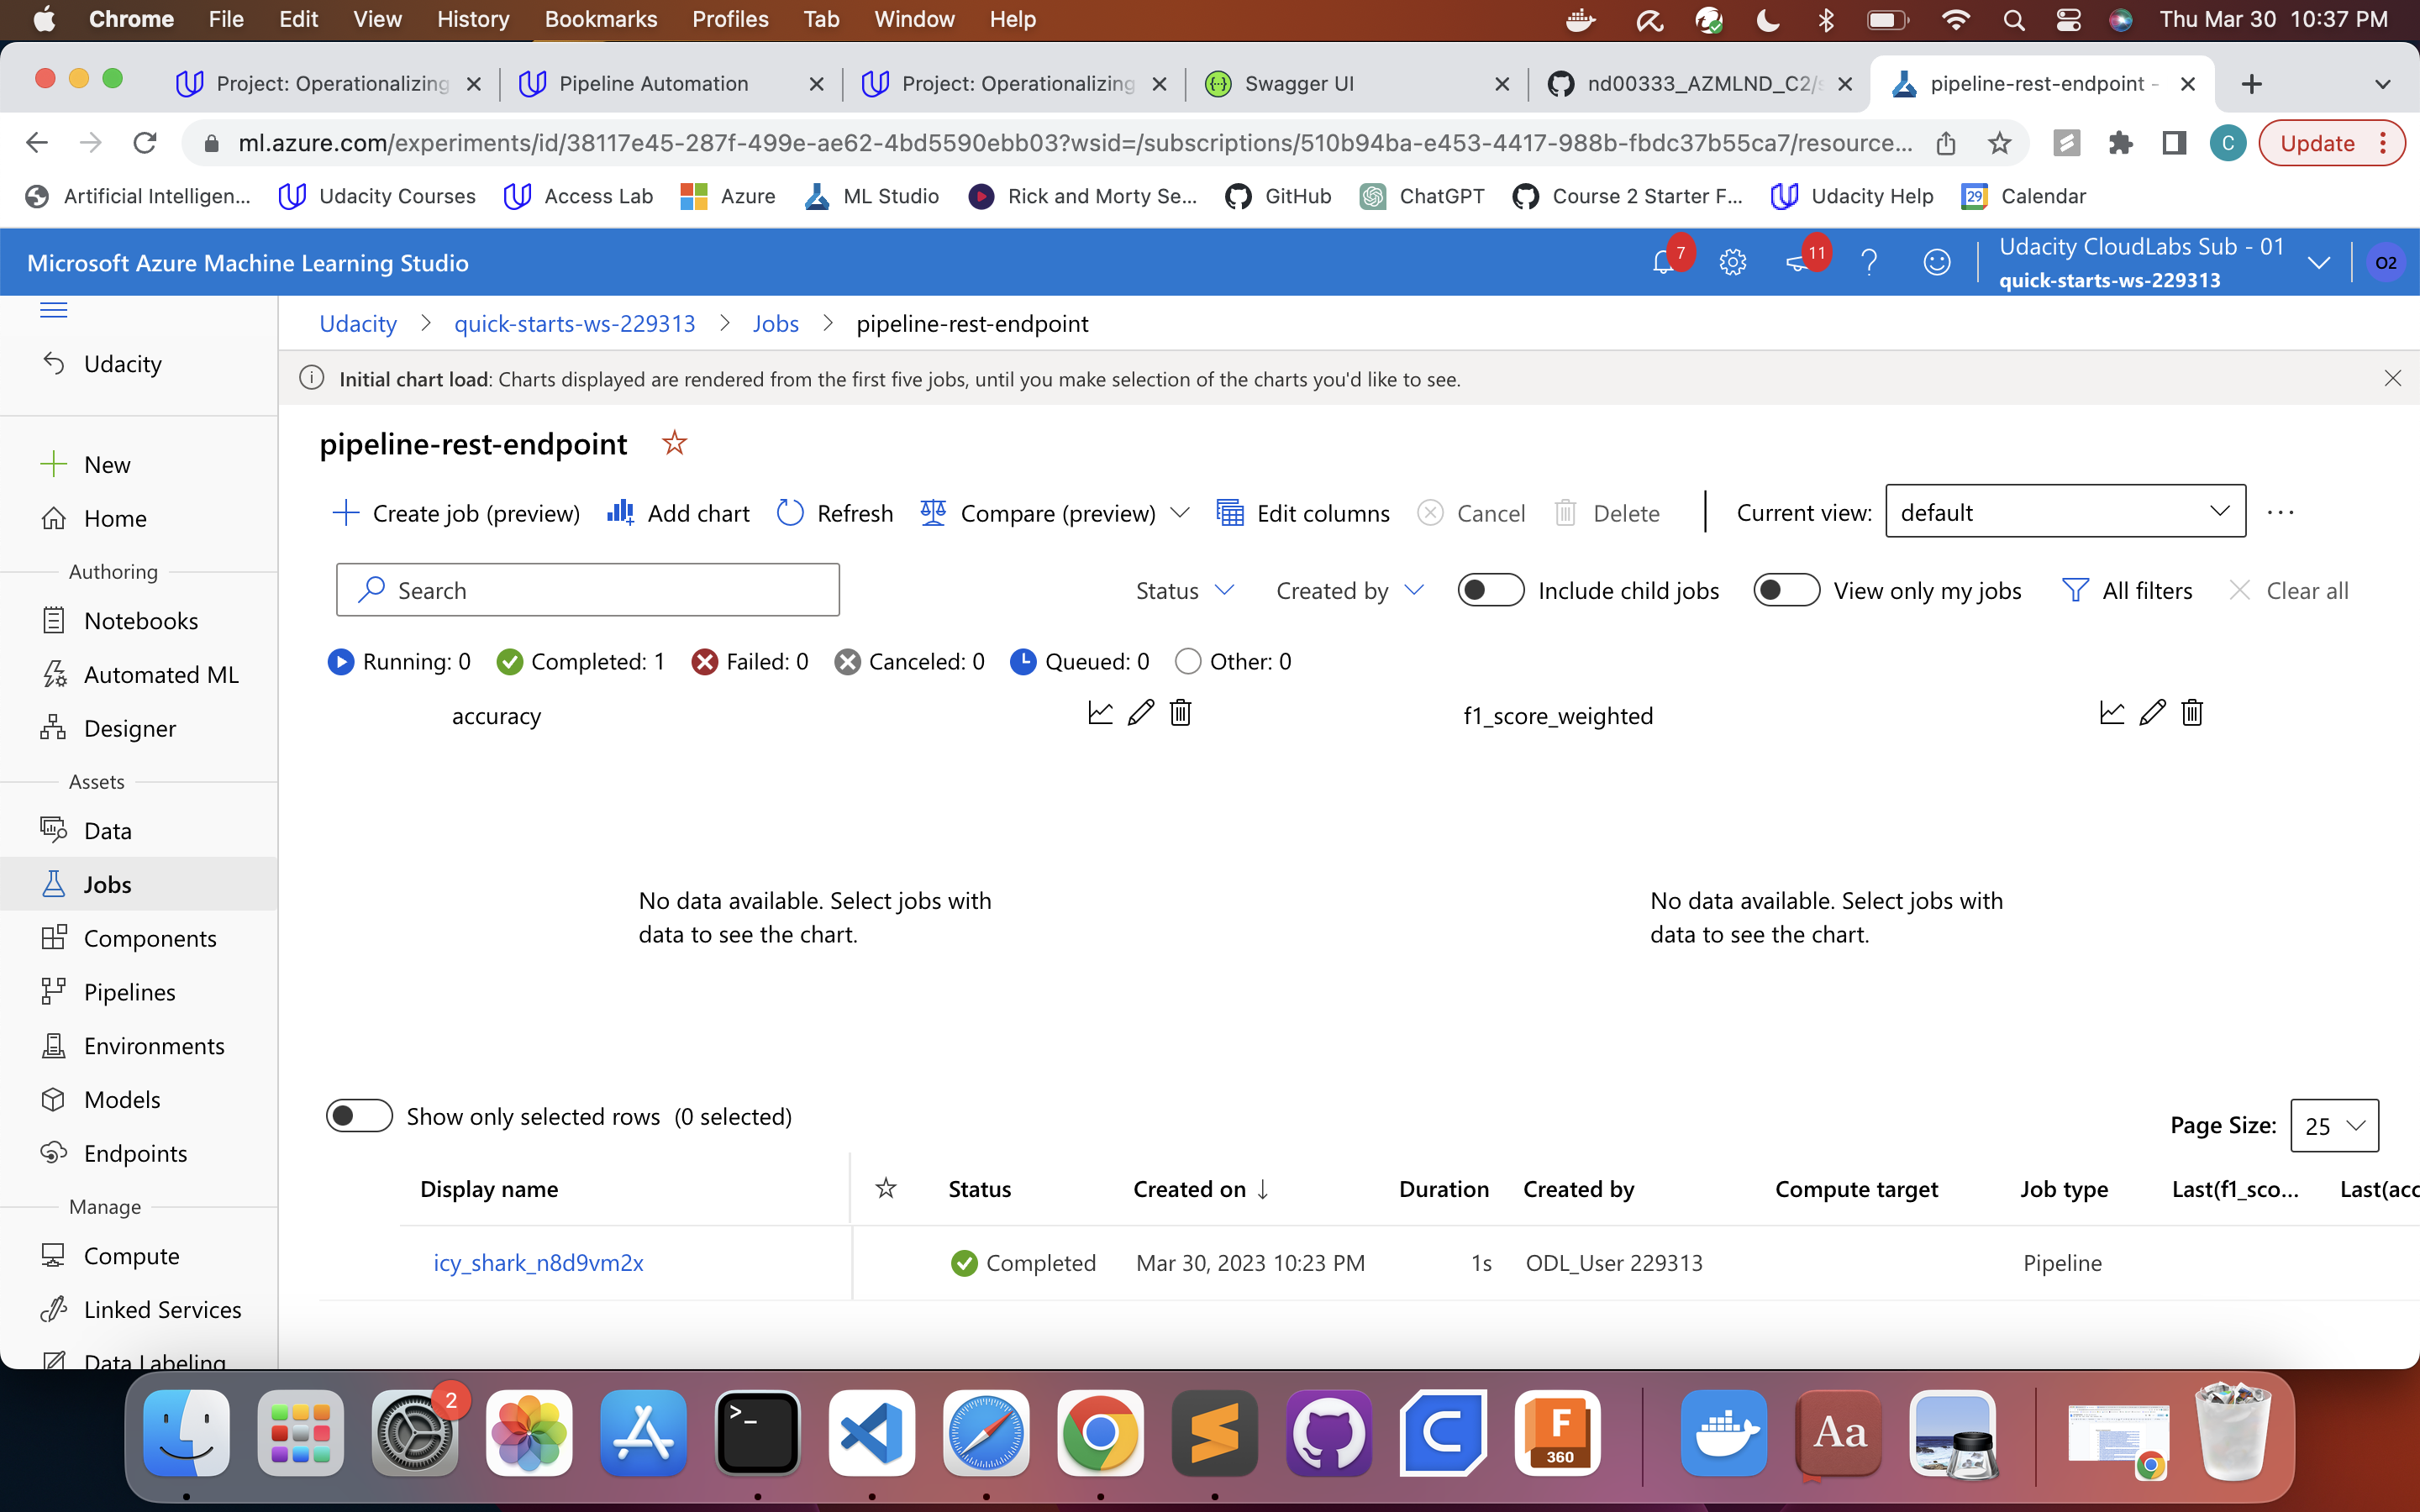 Chrome File Edit View History Bookmarks Profiles Tab Window Help Thu Mar 30 10:37 PM
Project: Operationalizing Pipeline Automation Project: Operationalizing Swagger UI nd00333_AZMLND_C2/s pipeline-rest-endpoint -
ml.azure.com/experiments/id/38117e45-287f-499e-ae62-4bd5590ebb03?wsid=/subscriptions/510b94ba-e453-4417-988b-fbdc37b55ca7/resource... C Update
Artificial Intelligen... Udacity Courses Access Lab Azure ML Studio Rick and Morty Se... GitHub ChatGPT Course 2 Starter F... Udacity Help 29 Calendar
Microsoft Azure Machine Learning Studio 7 11 ? Udacity CloudLabs Sub - 01
quick-starts-ws-229313 O2
Udacity > quick-starts-ws-229313 > Jobs > pipeline-rest-endpoint
Initial chart load: Charts displayed are rendered from the first five jobs, until you make selection of the charts you'd like to see.
Udacity
New
Home
Authoring
Notebooks
Automated ML
Designer
Assets
Data
Jobs
Components
Pipelines
Environments
Models
Endpoints
Manage
Compute
Linked Services
Data Labeling
pipeline-rest-endpoint
Create job (preview) Add chart Refresh Compare (preview) Edit columns Cancel Delete Current view: default ...
Search Status Created by Include child jobs View only my jobs All filters Clear all
Running: 0 Completed: 1 Failed: 0 Canceled: 0 Queued: 0 Other: 0
accuracy f1_score_weighted
No data available. Select jobs with
data to see the chart.
No data available. Select jobs with
data to see the chart.
Show only selected rows (0 selected) Page Size: 25
Display name Status Created on ↓ Duration Created by Compute target Job type Last(f1_sco... Last(acc
icy_shark_n8d9vm2x Completed Mar 30, 2023 10:23 PM 1s ODL_User 229313 Pipeline
2 >_ C F 360 Aa